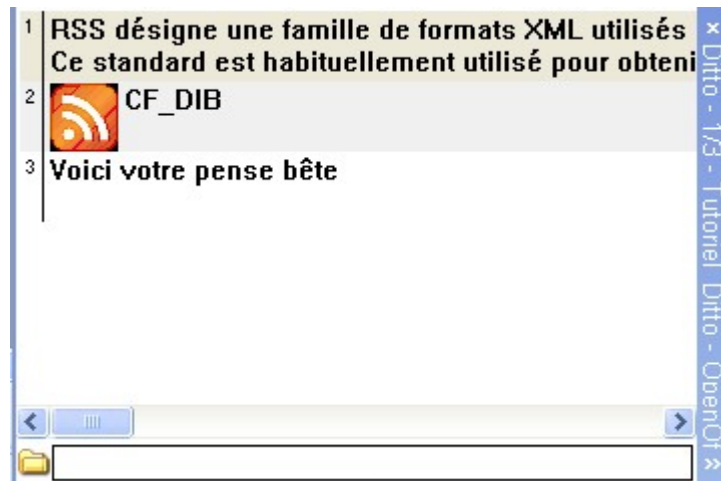 1 RSS désigne une famille de formats XML utilisés
Ce standard est habituellement utilisé pour obteni
2 CF_DIB
3 Voici votre pense bête
Ditto - 1/3 - Tutoriel Ditto - OpenOf